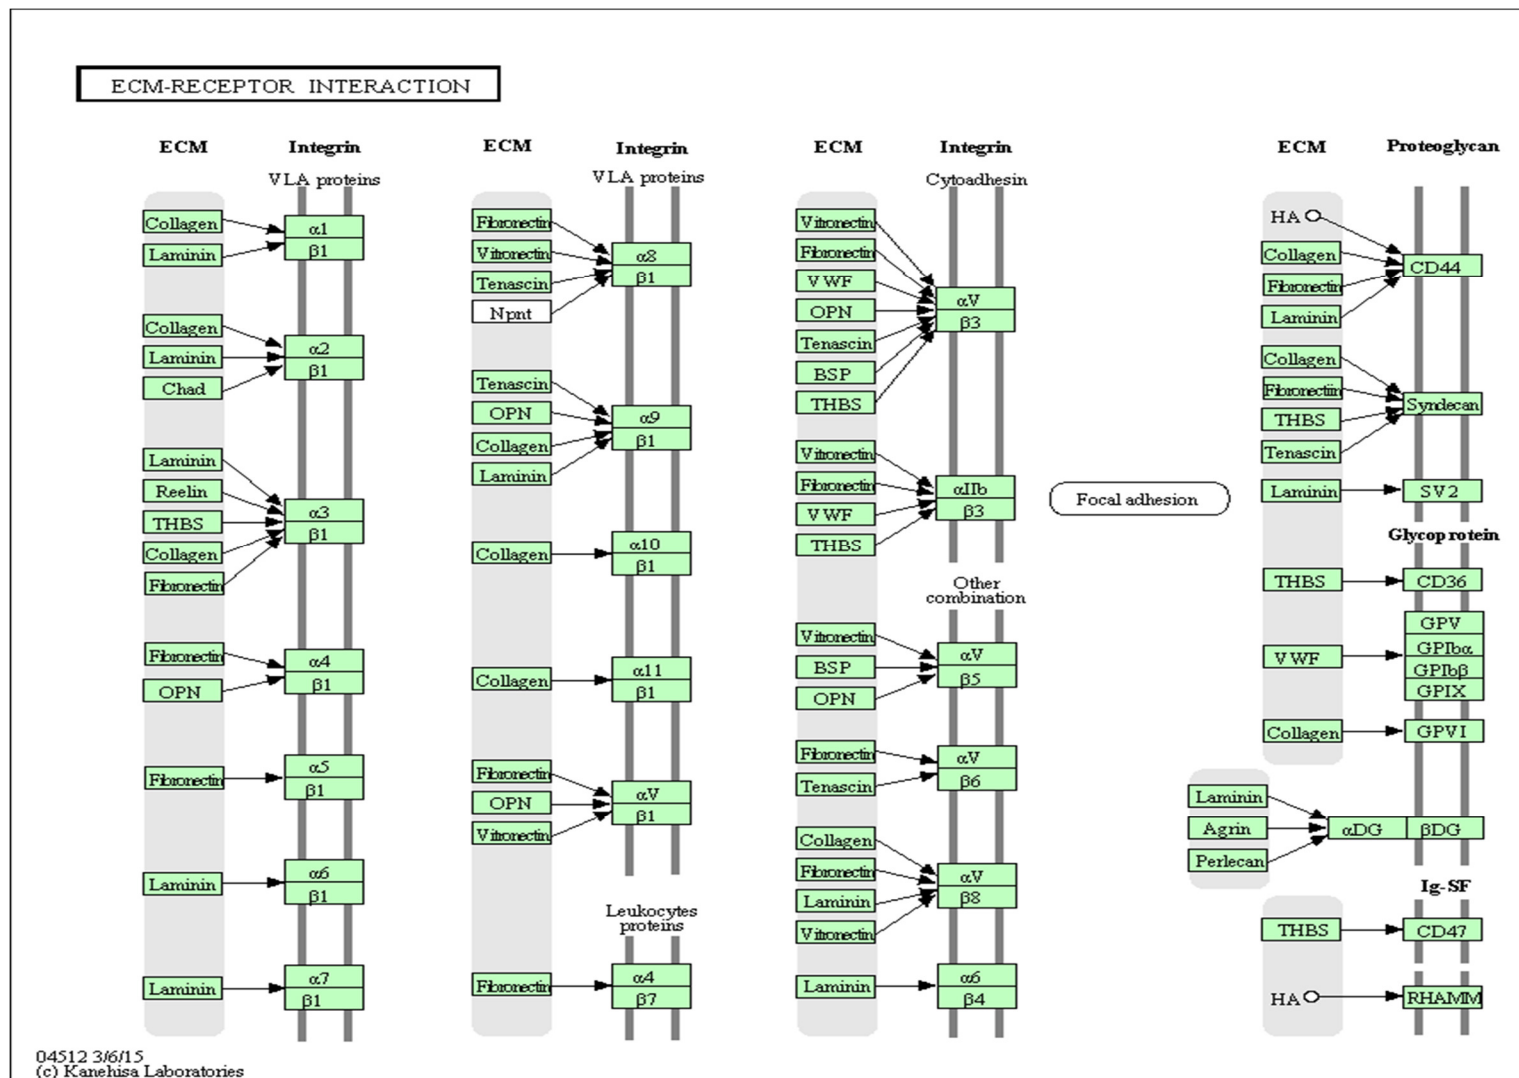 ECM-RECEPTOR INTERACTION
ECM
Integrin
VLA proteins
Collagen
Laminin
α1
β1
Collagen
Laminin
Chad
α2
β1
Laminin
Reelin
THBS
Collagen
Fibronectin
α3
β1
Fibronectin
OPN
α4
β1
Fibronectin
α5
β1
Laminin
α6
β1
Laminin
α7
β1
ECM
Integrin
VLA proteins
Fibronectin
Vitronectin
Tenascin
Npnt
α8
β1
Tenascin
OPN
Collagen
Laminin
α9
β1
Collagen
α10
β1
Collagen
α11
β1
Fibronectin
OPN
Vitronectin
αV
β1
Leukocytes
proteins
Fibronectin
α4
β7
ECM
Integrin
Cytoadhesin
Vitronectin
Fibronectin
VWF
OPN
Tenascin
BSP
THBS
αV
β3
Vitronectin
Fibronectin
VWF
THBS
αIIb
β3
Other
combination
Vitronectin
BSP
OPN
αV
β5
Fibronectin
Tenascin
αV
β6
Collagen
Fibronectin
Laminin
Vitronectin
αV
β8
Laminin
α6
β4
Focal adhesion
ECM
Proteoglycan
HA
Collagen
Fibronectin
Laminin
CD44
Collagen
Fibronectin
THBS
Tenascin
Syndecan
Laminin
SV2
Glycoprotein
THBS
CD36
VWF
GPV
GPIbα
GPIbβ
GPIX
Collagen
GPVI
Laminin
Agrin
Perlecan
αDG
βDG
Ig-SF
THBS
CD47
HA
RHAMM
04512 3/6/15
(c) Kanehisa Laboratories